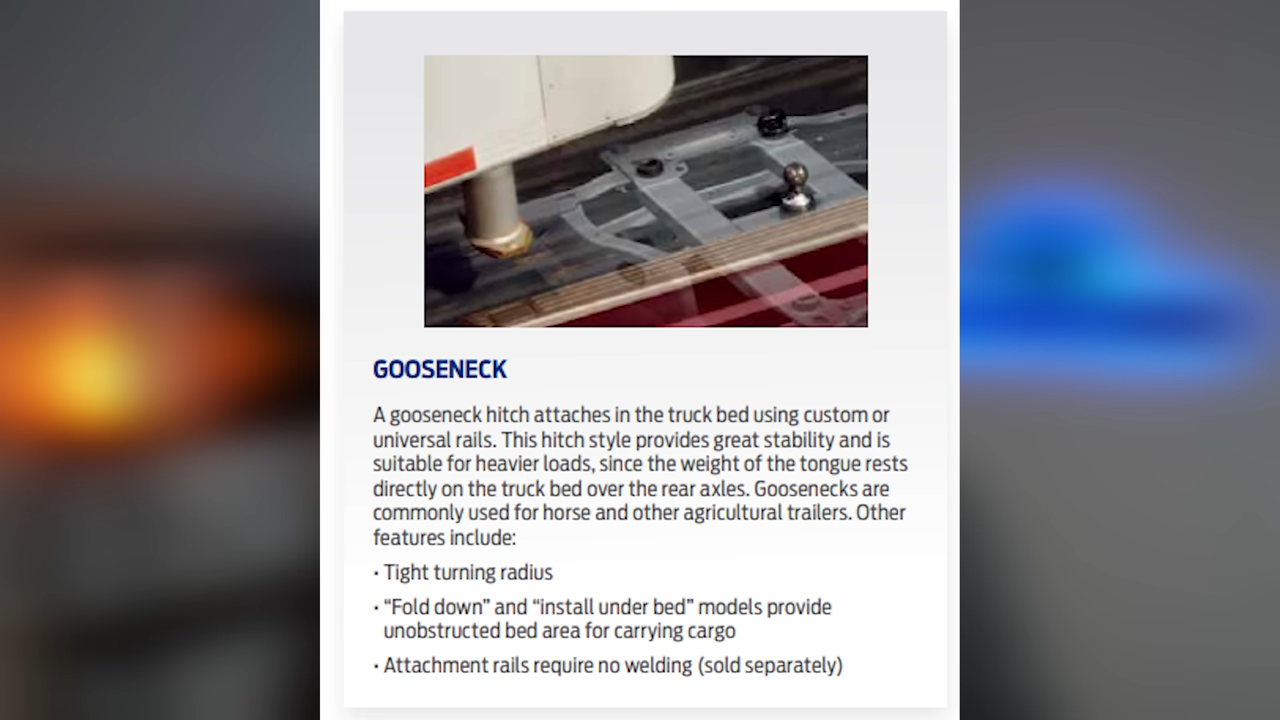 GOOSENECK
A gooseneck hitch attaches in the truck bed using custom or
universal rails. This hitch style provides great stability and is
suitable for heavier loads, since the weight of the tongue rests
directly on the truck bed over the rear axles. Goosenecks are
commonly used for horse and other agricultural trailers. Other
features include:
· Tight turning radius
· “Fold down” and “install under bed” models provide
unobstructed bed area for carrying cargo
· Attachment rails require no welding (sold separately)